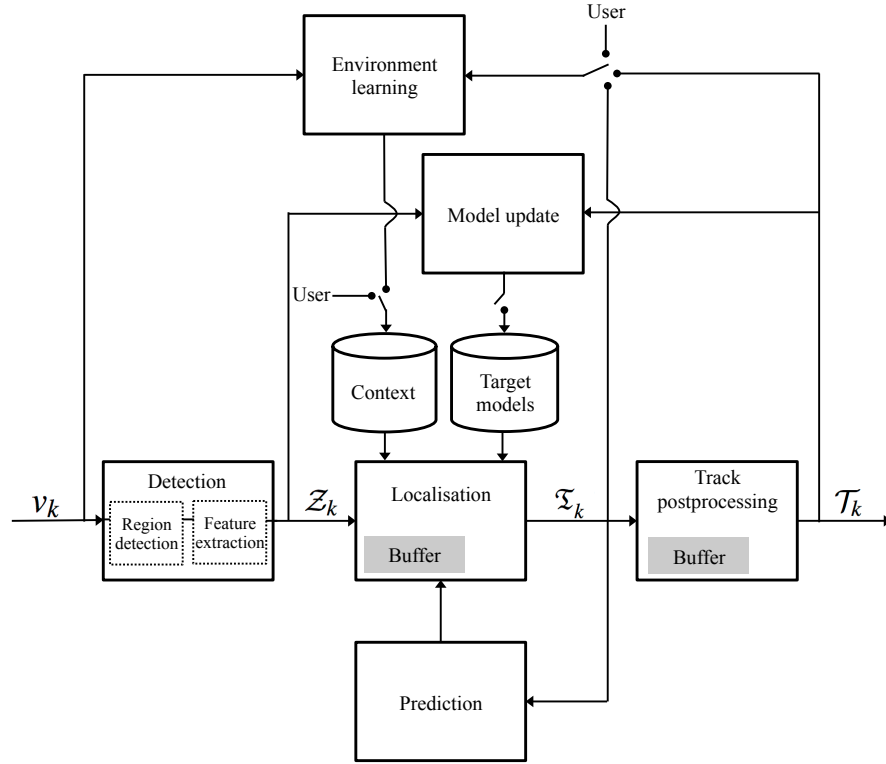 User
Environment
learning
Model update
User
Context
Target
models
Detection
Region
detection
Feature
extraction
v_k
𝒵_k
Localisation
Buffer
𝔗_k
Track
postprocessing
Buffer
𝒯_k
Prediction